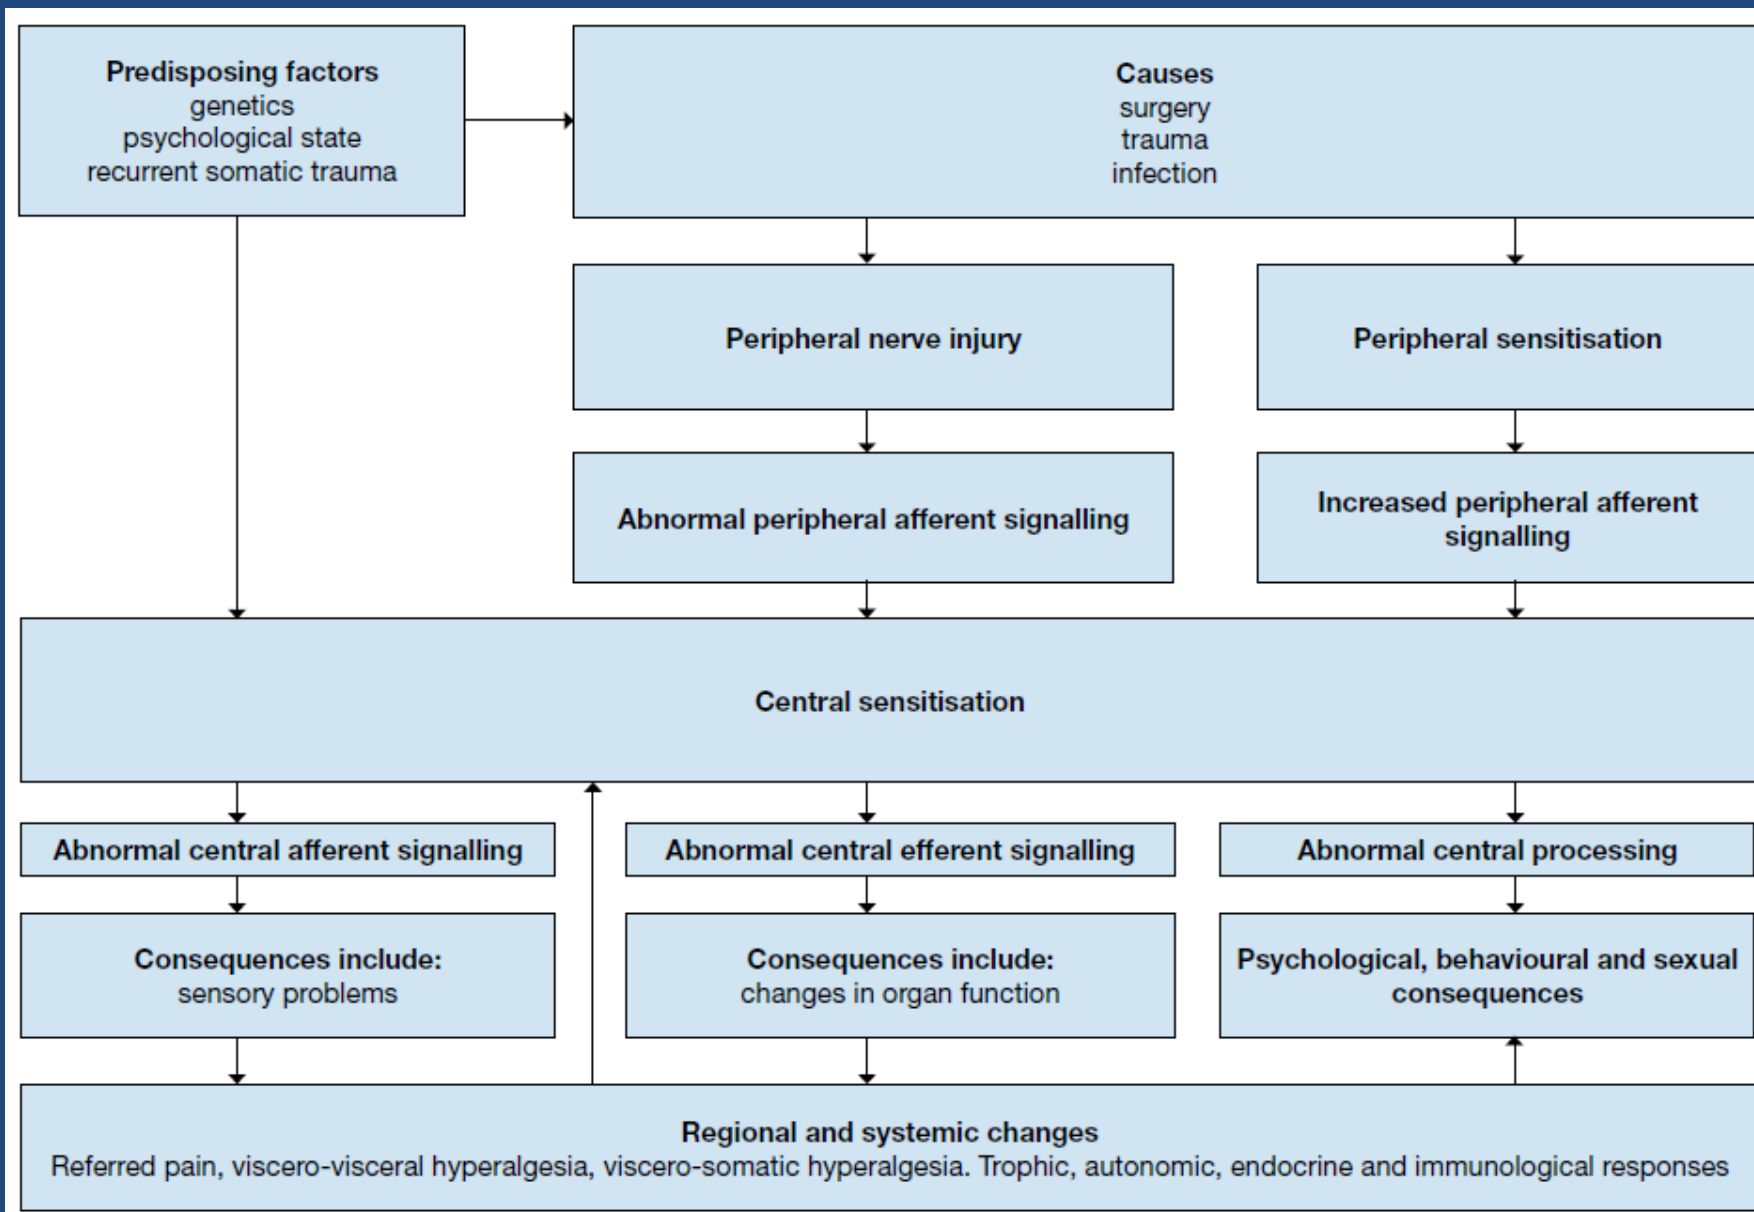 Predisposing factors
genetics
psychological state
recurrent somatic trauma
Causes
surgery
trauma
infection
Peripheral nerve injury
Peripheral sensitisation
Abnormal peripheral afferent signalling
Increased peripheral afferent
signalling
Central sensitisation
Abnormal central afferent signalling
Abnormal central efferent signalling
Abnormal central processing
Consequences include:
sensory problems
Consequences include:
changes in organ function
Psychological, behavioural and sexual
consequences
Regional and systemic changes
Referred pain, viscero-visceral hyperalgesia, viscero-somatic hyperalgesia. Trophic, autonomic, endocrine and immunological responses